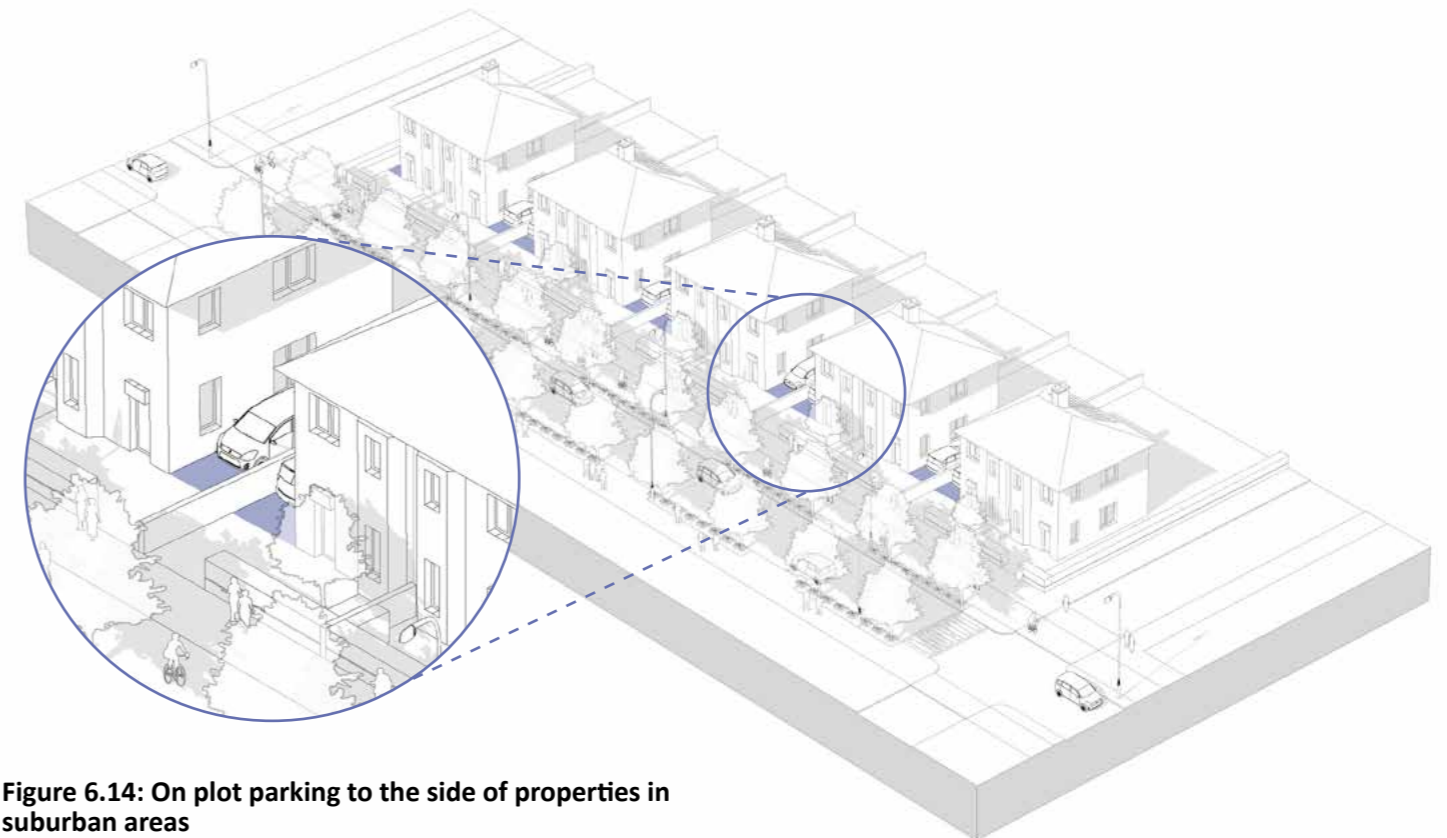 Figure 6.14: On plot parking to the side of properties in
suburban areas